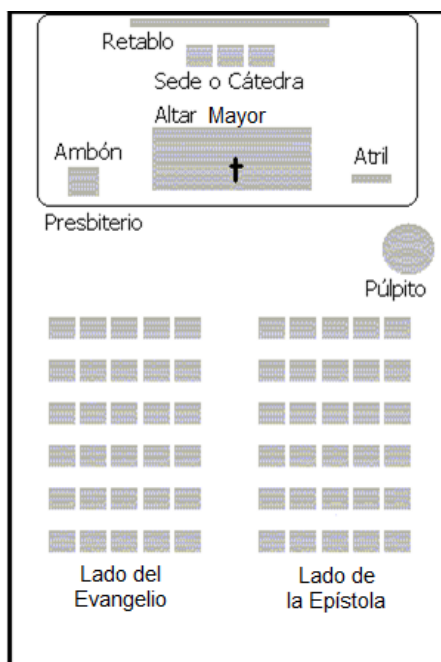 Retablo
Sede o Cátedra
Altar Mayor
Ambón
Atril
Presbiterio
Púlpito
Lado del
Evangelio
Lado de
la Epístola